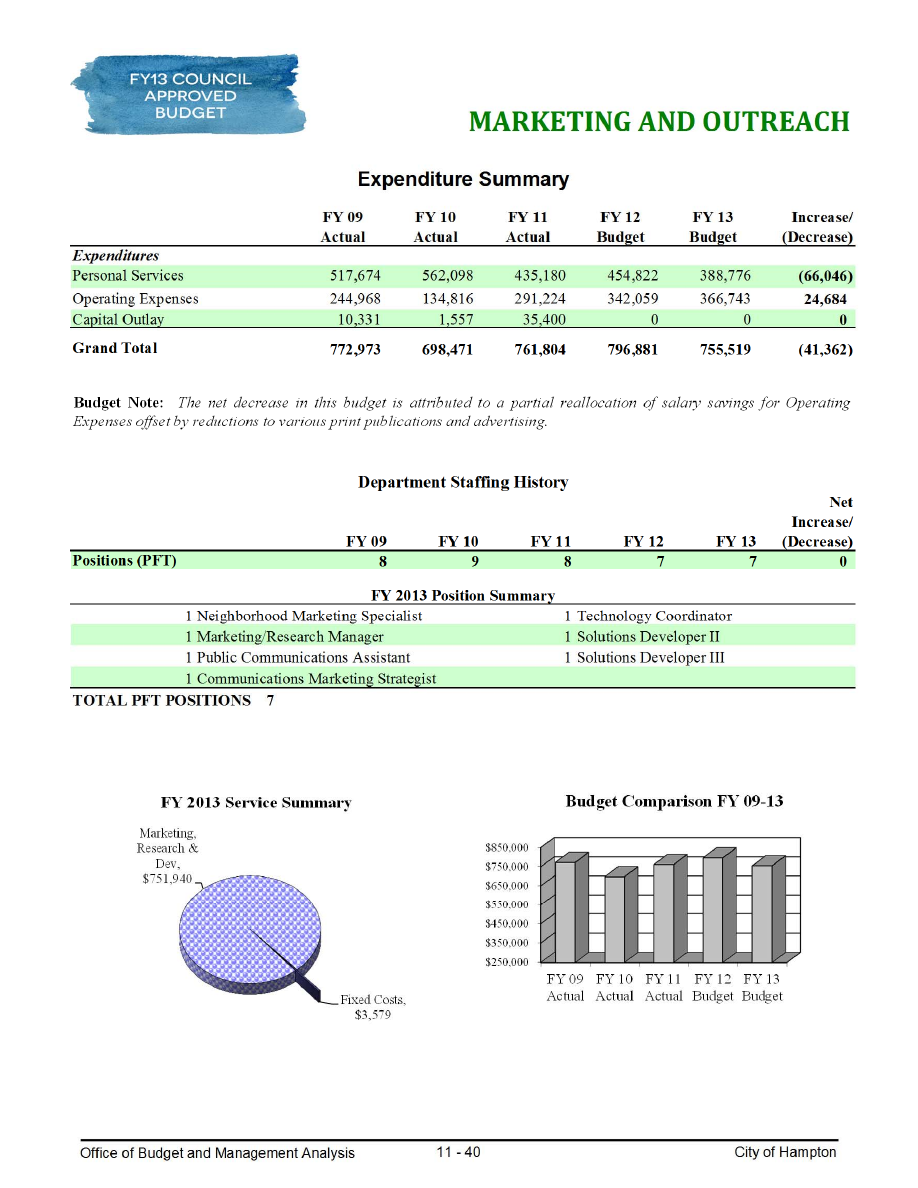 FY13 COUNCIL
APPROVED
BUDGET
MARKETING AND OUTREACH
Expenditure Summary
FY 09 FY 10 FY 11 FY 12 FY 13 Increase/
Actual Actual Actual Budget Budget (Decrease)
Expenditures
Personal Services 517,674 562,098 435,180 454,822 388,776 (66,046)
Operating Expenses 244,968 134,816 291,224 342,059 366,743 24,684
Capital Outlay 10,331 1,557 35,400 0 0 0
Grand Total 772,973 698,471 761,804 796,881 755,519 (41,362)
Budget Note: The net decrease in this budget is attributed to a partial reallocation of salary savings for Operating
Expenses offset by reductions to various print publications and advertising.
Department Staffing History
Net
Increase/
FY 09 FY 10 FY 11 FY 12 FY 13 (Decrease)
Positions (PFT) 8 9 8 7 7 0
FY 2013 Position Summary
1 Neighborhood Marketing Specialist 1 Technology Coordinator
1 Marketing/Research Manager 1 Solutions Developer II
1 Public Communications Assistant 1 Solutions Developer III
1 Communications Marketing Strategist
TOTAL PFT POSITIONS 7
FY 2013 Service Summary
Marketing,
Research &
Dev,
$751,940
Fixed Costs,
$3,579
Budget Comparison FY 09-13
$850,000
$750,000
$650,000
$550,000
$450,000
$350,000
$250,000
FY 09 FY 10 FY 11 FY 12 FY 13
Actual Actual Actual Budget Budget
Office of Budget and Management Analysis 11 - 40 City of Hampton